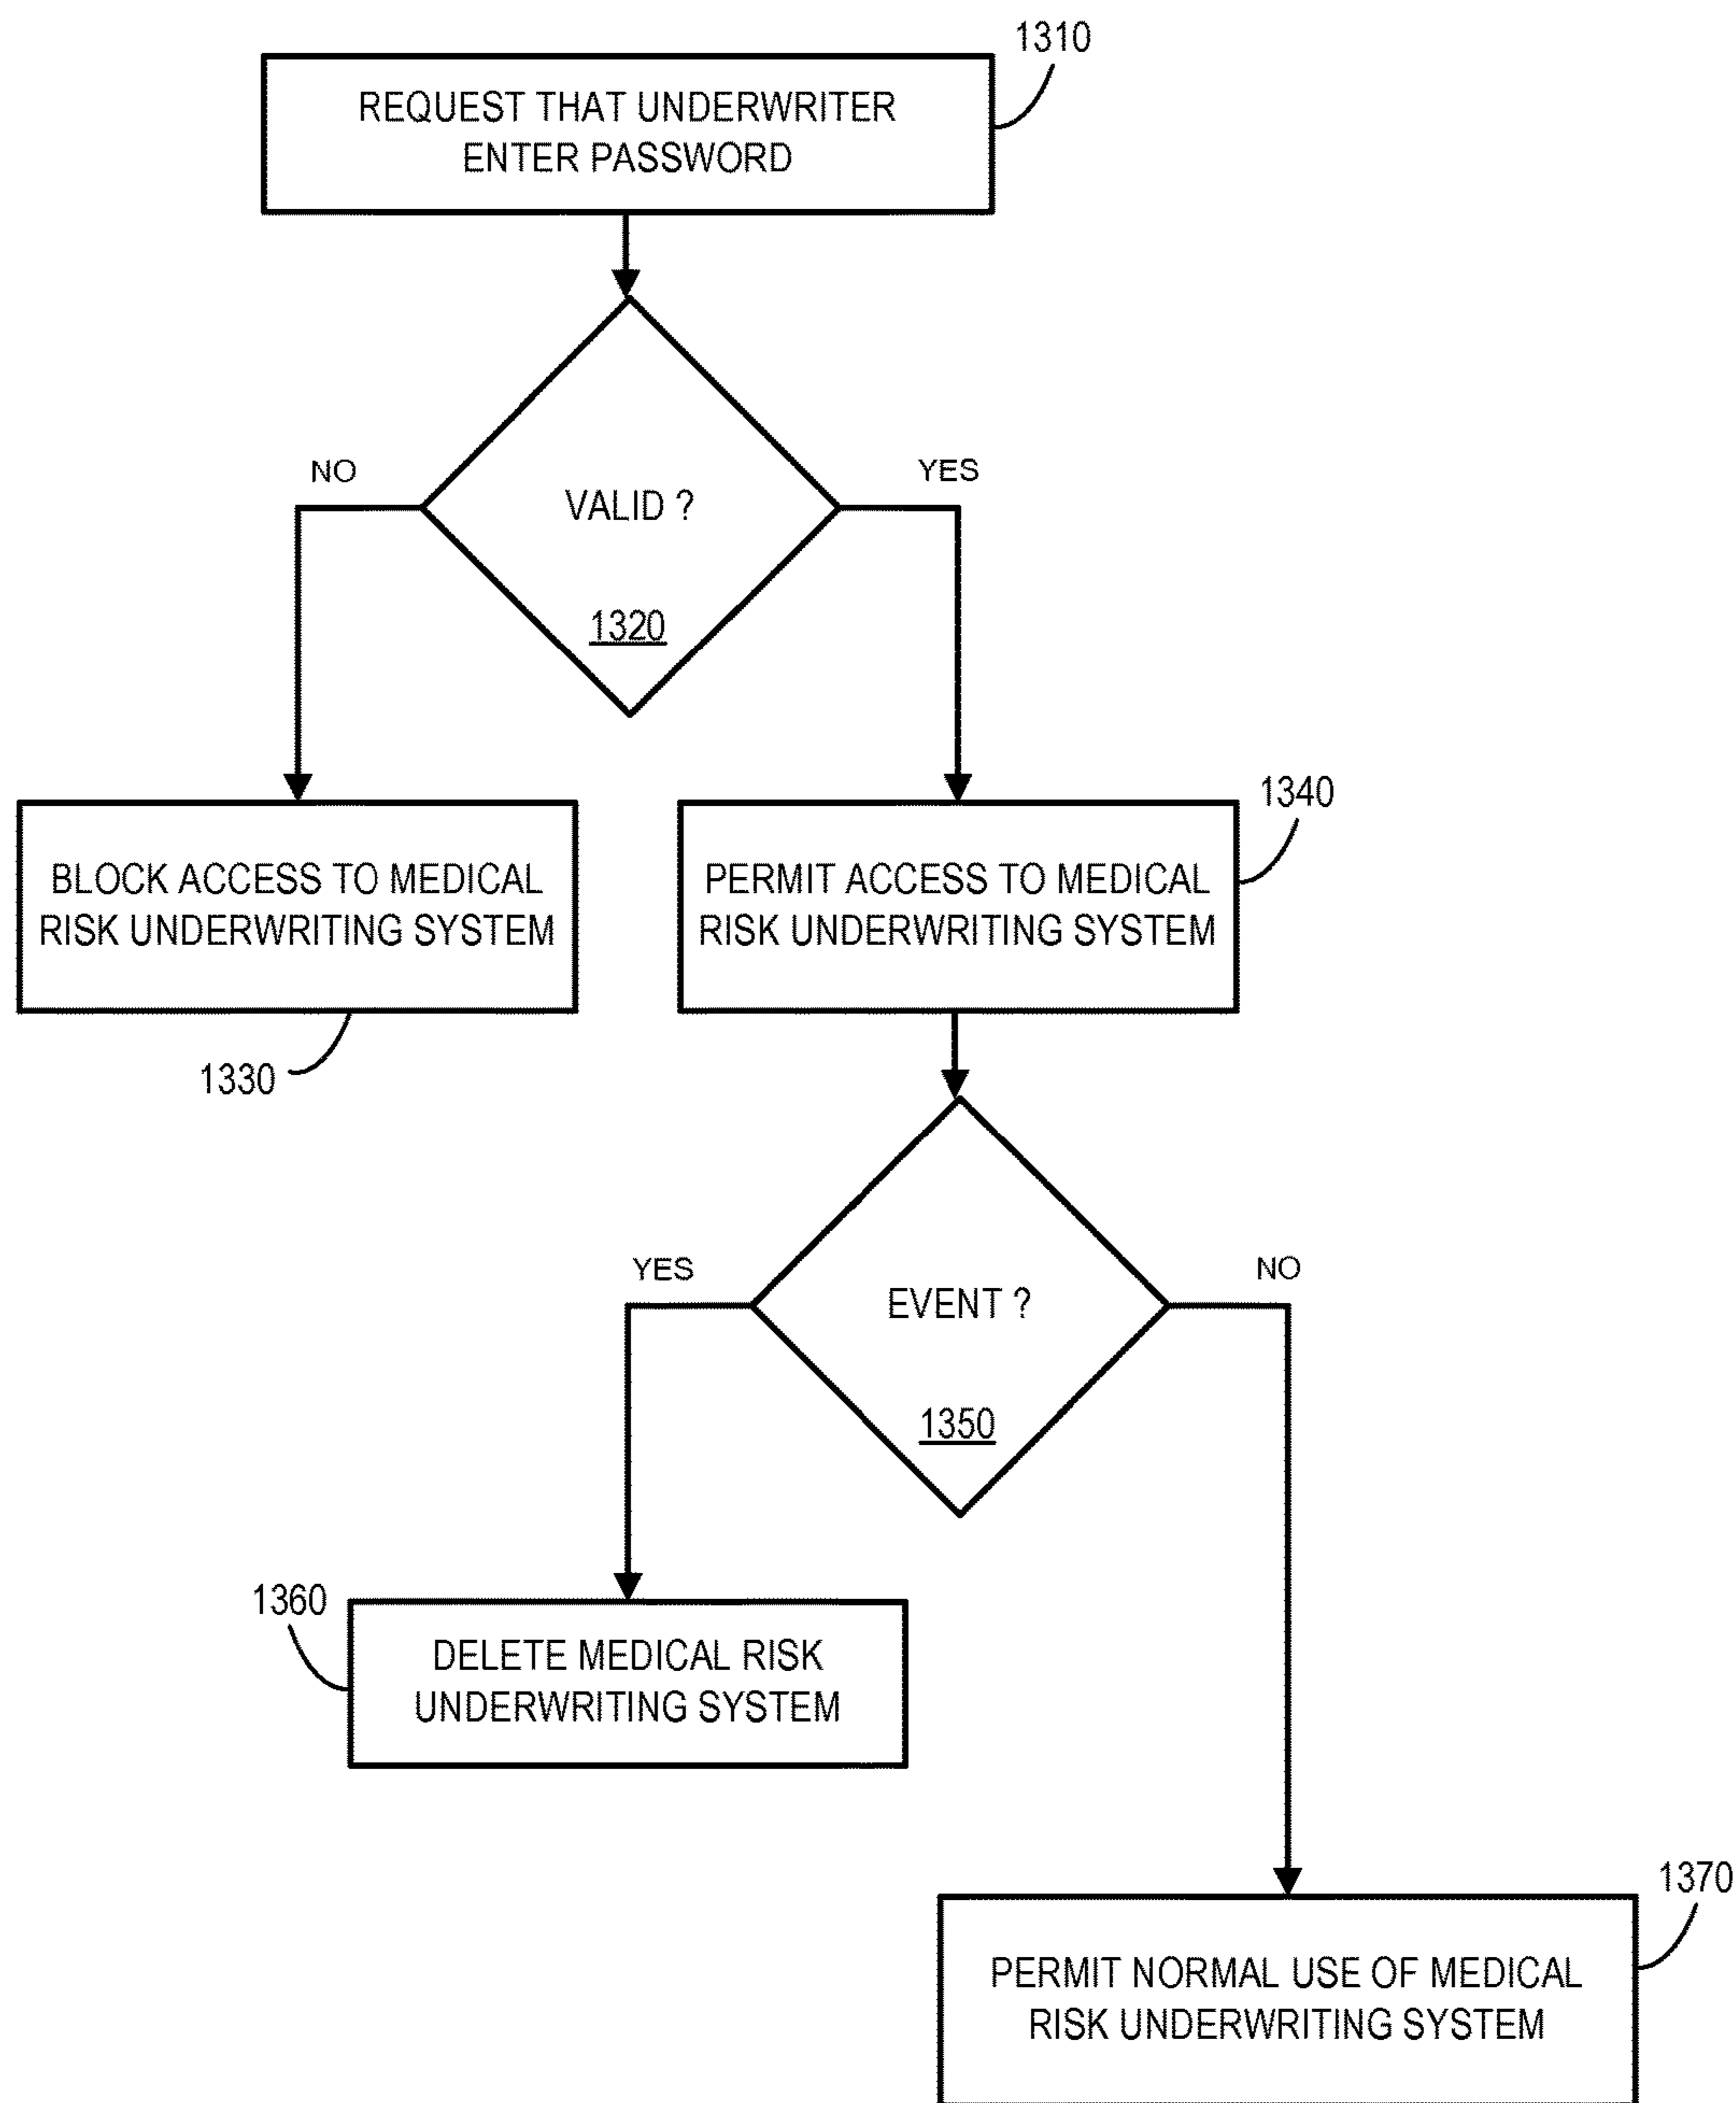 1310
REQUEST THAT UNDERWRITER
ENTER PASSWORD
NO
YES
VALID ?
1320
1340
BLOCK ACCESS TO MEDICAL
RISK UNDERWRITING SYSTEM
PERMIT ACCESS TO MEDICAL
RISK UNDERWRITING SYSTEM
1330
YES
NO
EVENT ?
1350
1360
DELETE MEDICAL RISK
UNDERWRITING SYSTEM
1370
PERMIT NORMAL USE OF MEDICAL
RISK UNDERWRITING SYSTEM